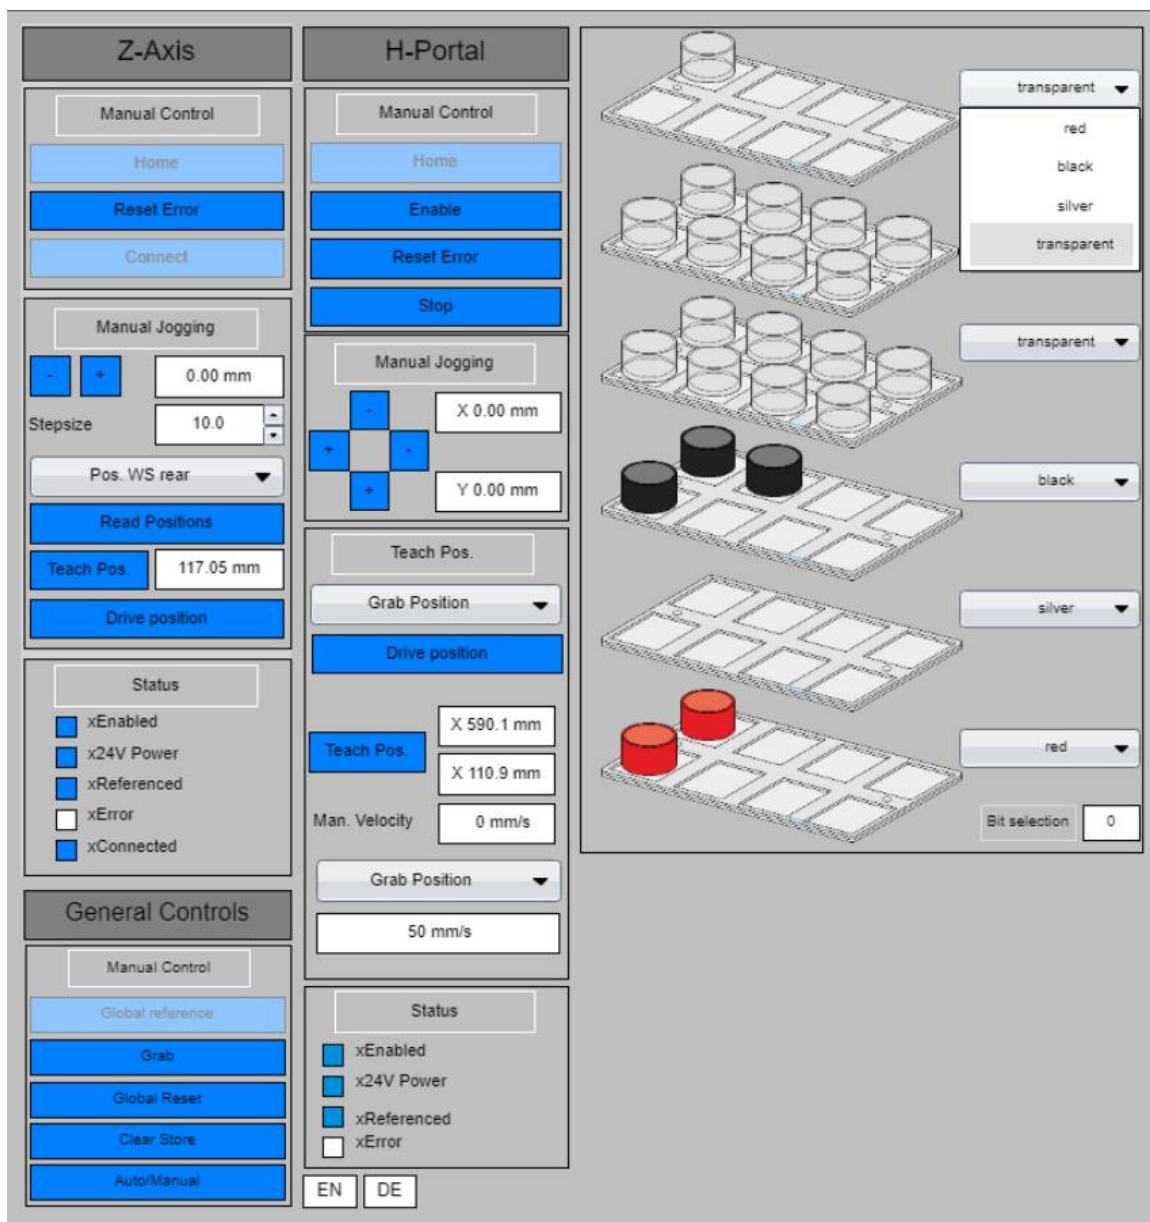 Z-Axis
Manual Control
Home
Reset Error
Connect
Manual Jogging
-
+
0.00 mm
Stepsize
10.0
Pos. WS rear
Read Positions
Teach Pos.
117.05 mm
Drive position
Status
xEnabled
x24V Power
xReferenced
xError
xConnected
General Controls
Manual Control
Global reference
Grab
Global Reset
Clear Store
Auto/Manual
H-Portal
Manual Control
Home
Enable
Reset Error
Stop
Manual Jogging
-
X 0.00 mm
+
-
+
Y 0.00 mm
Teach Pos.
Grab Position
Drive position
X 590.1 mm
Teach Pos.
X 110.9 mm
Man. Velocity
0 mm/s
Grab Position
50 mm/s
Status
xEnabled
x24V Power
xReferenced
xError
EN
DE
transparent
red
black
silver
transparent
transparent
black
silver
red
Bit selection
0